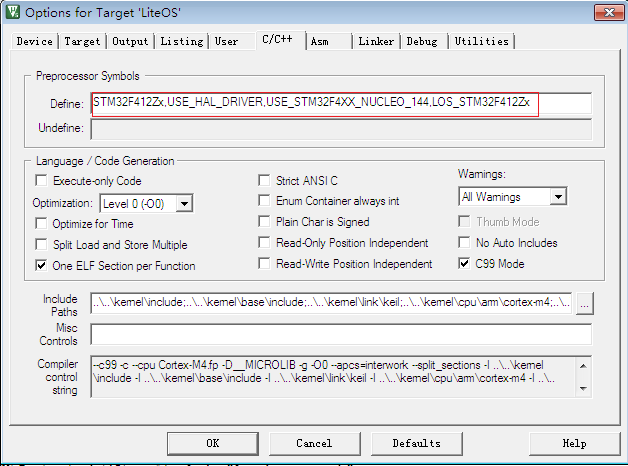 Options for Target 'LiteOS'
Device Target Output Listing User C/C++ Asm Linker Debug Utilities
Preprocessor Symbols
Define: STM32F412Zx,USE_HAL_DRIVER,USE_STM32F4XX_NUCLEO_144,LOS_STM32F412Zx
Undefine:
Language / Code Generation
Execute-only Code
Strict ANSI C
Warnings:
Optimization: Level 0 (-O0)
Enum Container always int
All Warnings
Optimize for Time
Plain Char is Signed
Thumb Mode
Split Load and Store Multiple
Read-Only Position Independent
No Auto Includes
One ELF Section per Function
Read-Write Position Independent
C99 Mode
Include
Paths
..\..\kernel\include;..\..\kernel\base\include;..\..\kernel\link\keil;..\..\kernel\cpu\arm\cortex-m4;..\..
...
Misc
Controls
Compiler
control
string
--c99 -c --cpu Cortex-M4.fp -D__MICROLIB -g -O0 --apcs=interwork --split_sections -I ..\..\kernel
\include -I ..\..\kernel\base\include -I ..\..\kernel\link\keil -I ..\..\kernel\cpu\arm\cortex-m4 -I ..\..
OK Cancel Defaults Help